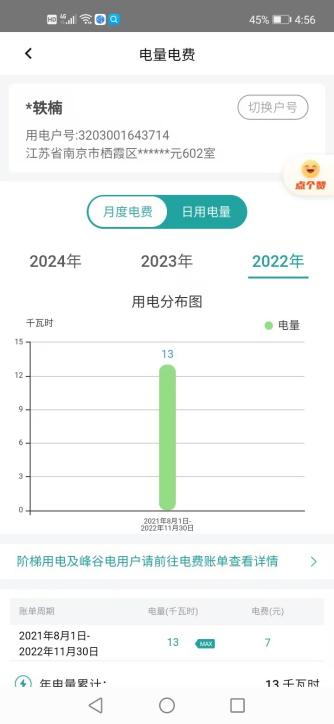 HD 4G 45% 4:56
电量电费
*轶楠
切换户号
用电户号:3203001643714
江苏省南京市栖霞区******元602室
点个赞
月度电费 日用电量
2024年 2023年 2022年
用电分布图
千瓦时 电量
15
13
12
9
6
3
0
2021年8月1日-
2022年11月30日
阶梯用电及峰谷电用户请前往电费账单查看详情
账单周期 电量(千瓦时) 电费(元)
2021年8月1日-
2022年11月30日
13 MAX 7
年电量累计: 13 千瓦时